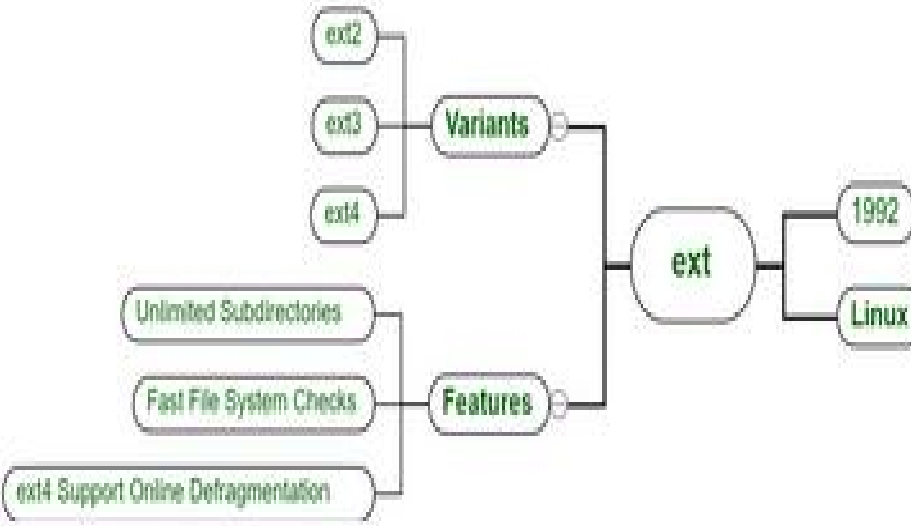 ext2
ext3
ext4
Variants
Unlimited Subdirectories
Fast File System Checks
ext4 Support Online Defragmentation
Features
ext
1992
Linux